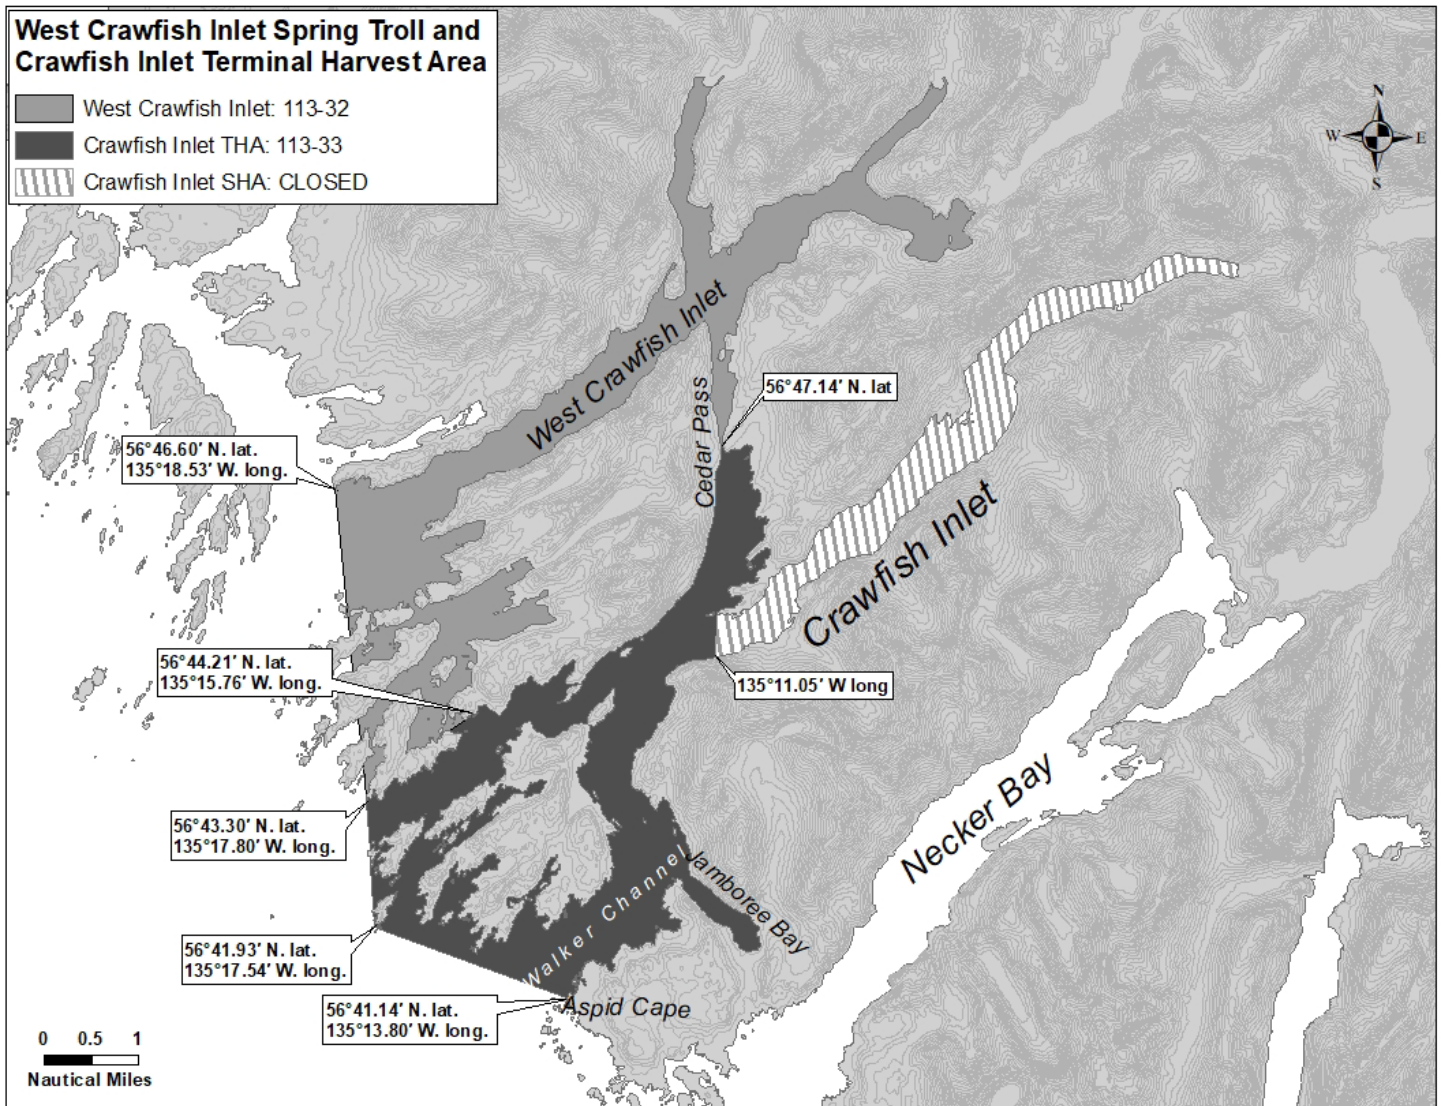 West Crawfish Inlet Spring Troll and
Crawfish Inlet Terminal Harvest Area
West Crawfish Inlet: 113-32
Crawfish Inlet THA: 113-33
Crawfish Inlet SHA: CLOSED
N
W
E
S
West Crawfish Inlet
Cedar Pass
56°47.14' N. lat
56°46.60' N. lat.
135°18.53' W. long.
Crawfish Inlet
56°44.21' N. lat.
135°15.76' W. long.
135°11.05' W long
56°43.30' N. lat.
135°17.80' W. long.
Necker Bay
Jamboree Bay
Walker Channel
56°41.93' N. lat.
135°17.54' W. long.
56°41.14' N. lat.
135°13.80' W. long.
Aspid Cape
0 0.5 1
Nautical Miles